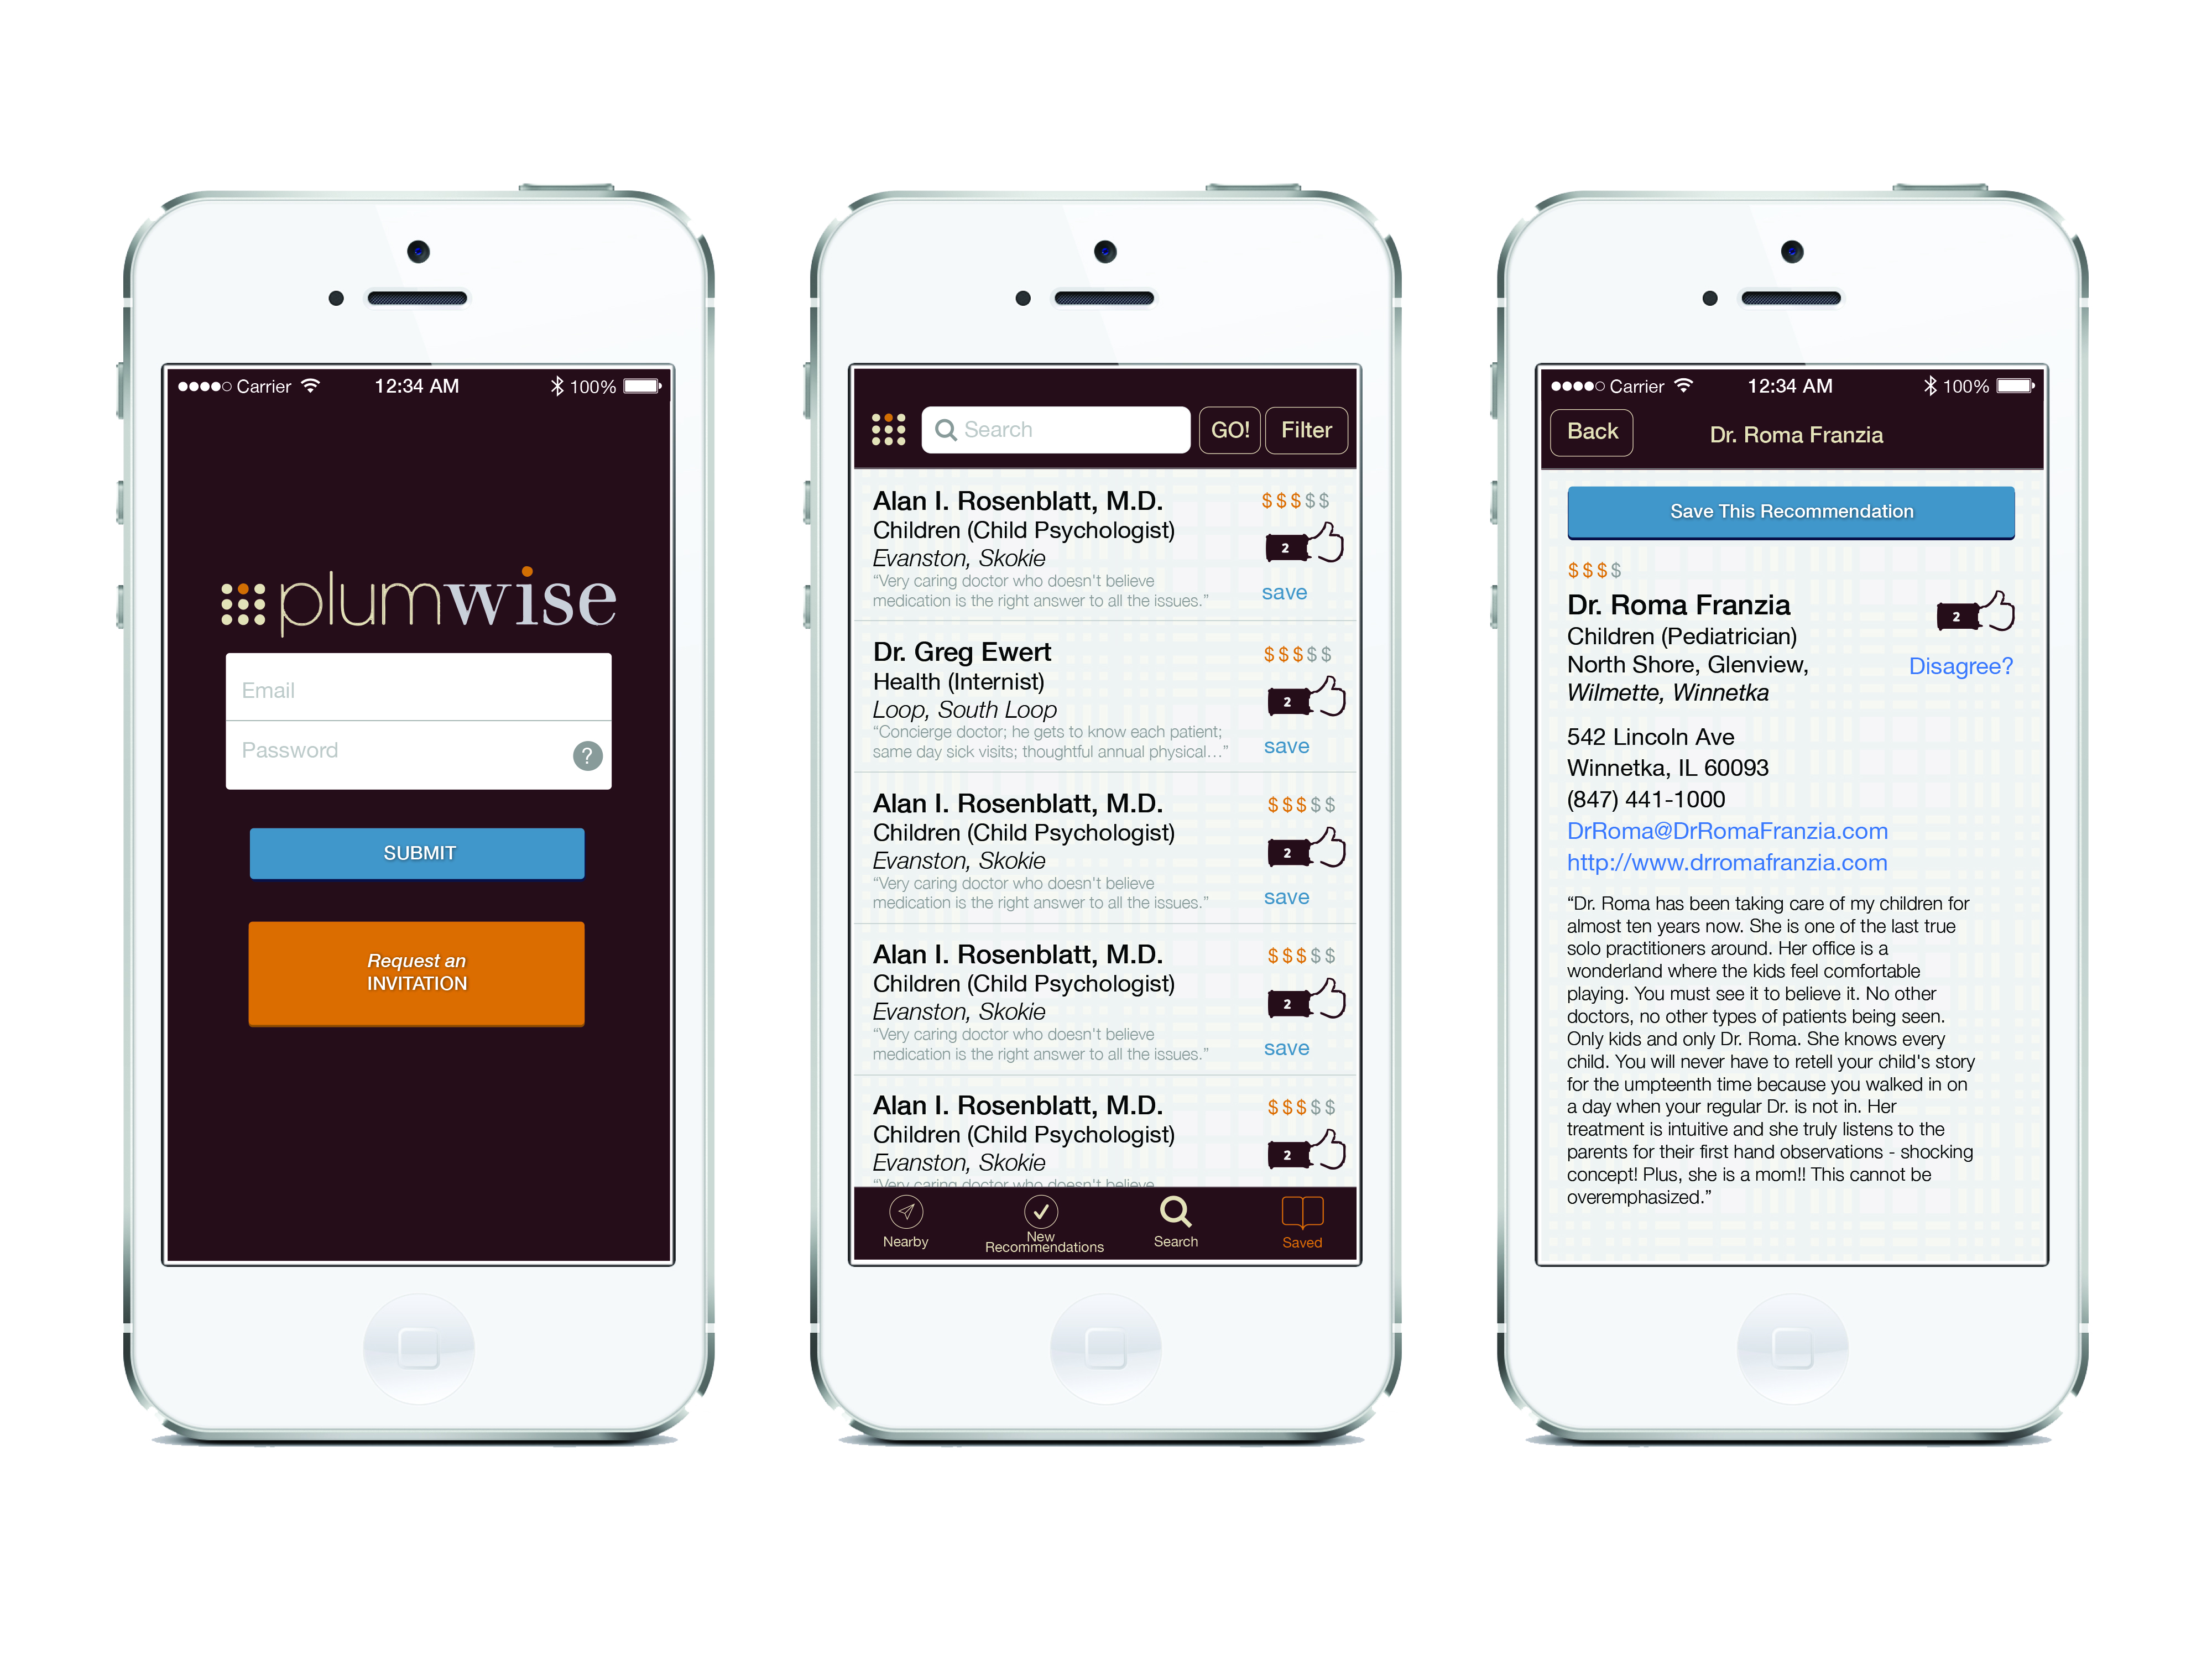 Carrier 12:34 AM 100%
plumwise
Email
Password ?
SUBMIT
Request an
INVITATION
Search GO! Filter
Alan I. Rosenblatt, M.D. $$$$$
Children (Child Psychologist) 2
Evanston, Skokie
“Very caring doctor who doesn't believe
medication is the right answer to all the issues.” save
Dr. Greg Ewert $$$$$
Health (Internist) 2
Loop, South Loop
“Concierge doctor; he gets to know each patient;
same day sick visits; thoughtful annual physical...” save
Alan I. Rosenblatt, M.D. $$$$$
Children (Child Psychologist) 2
Evanston, Skokie
“Very caring doctor who doesn't believe
medication is the right answer to all the issues.” save
Alan I. Rosenblatt, M.D. $$$$$
Children (Child Psychologist) 2
Evanston, Skokie
“Very caring doctor who doesn't believe
medication is the right answer to all the issues.” save
Alan I. Rosenblatt, M.D. $$$$$
Children (Child Psychologist) 2
Evanston, Skokie
“Very caring doctor who doesn't believe
Nearby New Search Saved
Recommendations
Carrier 12:34 AM 100%
Back Dr. Roma Franzia
Save This Recommendation
$$$$
Dr. Roma Franzia 2
Children (Pediatrician)
North Shore, Glenview, Disagree?
Wilmette, Winnetka
542 Lincoln Ave
Winnetka, IL 60093
(847) 441-1000
DrRoma@DrRomaFranzia.com
http://www.drromafranzia.com
“Dr. Roma has been taking care of my children for
almost ten years now. She is one of the last true
solo practitioners around. Her office is a
wonderland where the kids feel comfortable
playing. You must see it to believe it. No other
doctors, no other types of patients being seen.
Only kids and only Dr. Roma. She knows every
child. You will never have to retell your child's story
for the umpteenth time because you walked in on
a day when your regular Dr. is not in. Her
treatment is intuitive and she truly listens to the
parents for their first hand observations - shocking
concept! Plus, she is a mom!! This cannot be
overemphasized.”